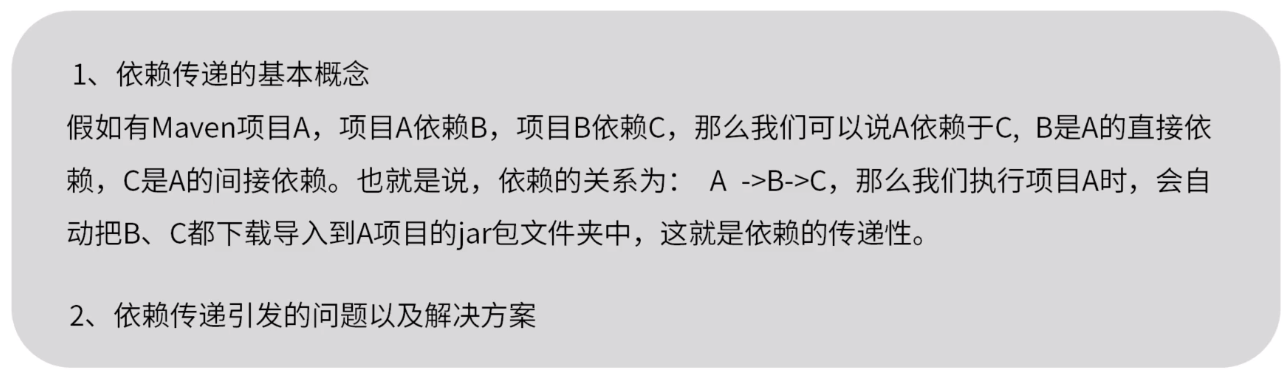 1、依赖传递的基本概念
假如有Maven项目A，项目A依赖B，项目B依赖C，那么我们可以说A依赖于C, B是A的直接依
赖，C是A的间接依赖。也就是说，依赖的关系为： A ->B->C，那么我们执行项目A时，会自
动把B、C都下载导入到A项目的jar包文件夹中，这就是依赖的传递性。
2、依赖传递引发的问题以及解决方案